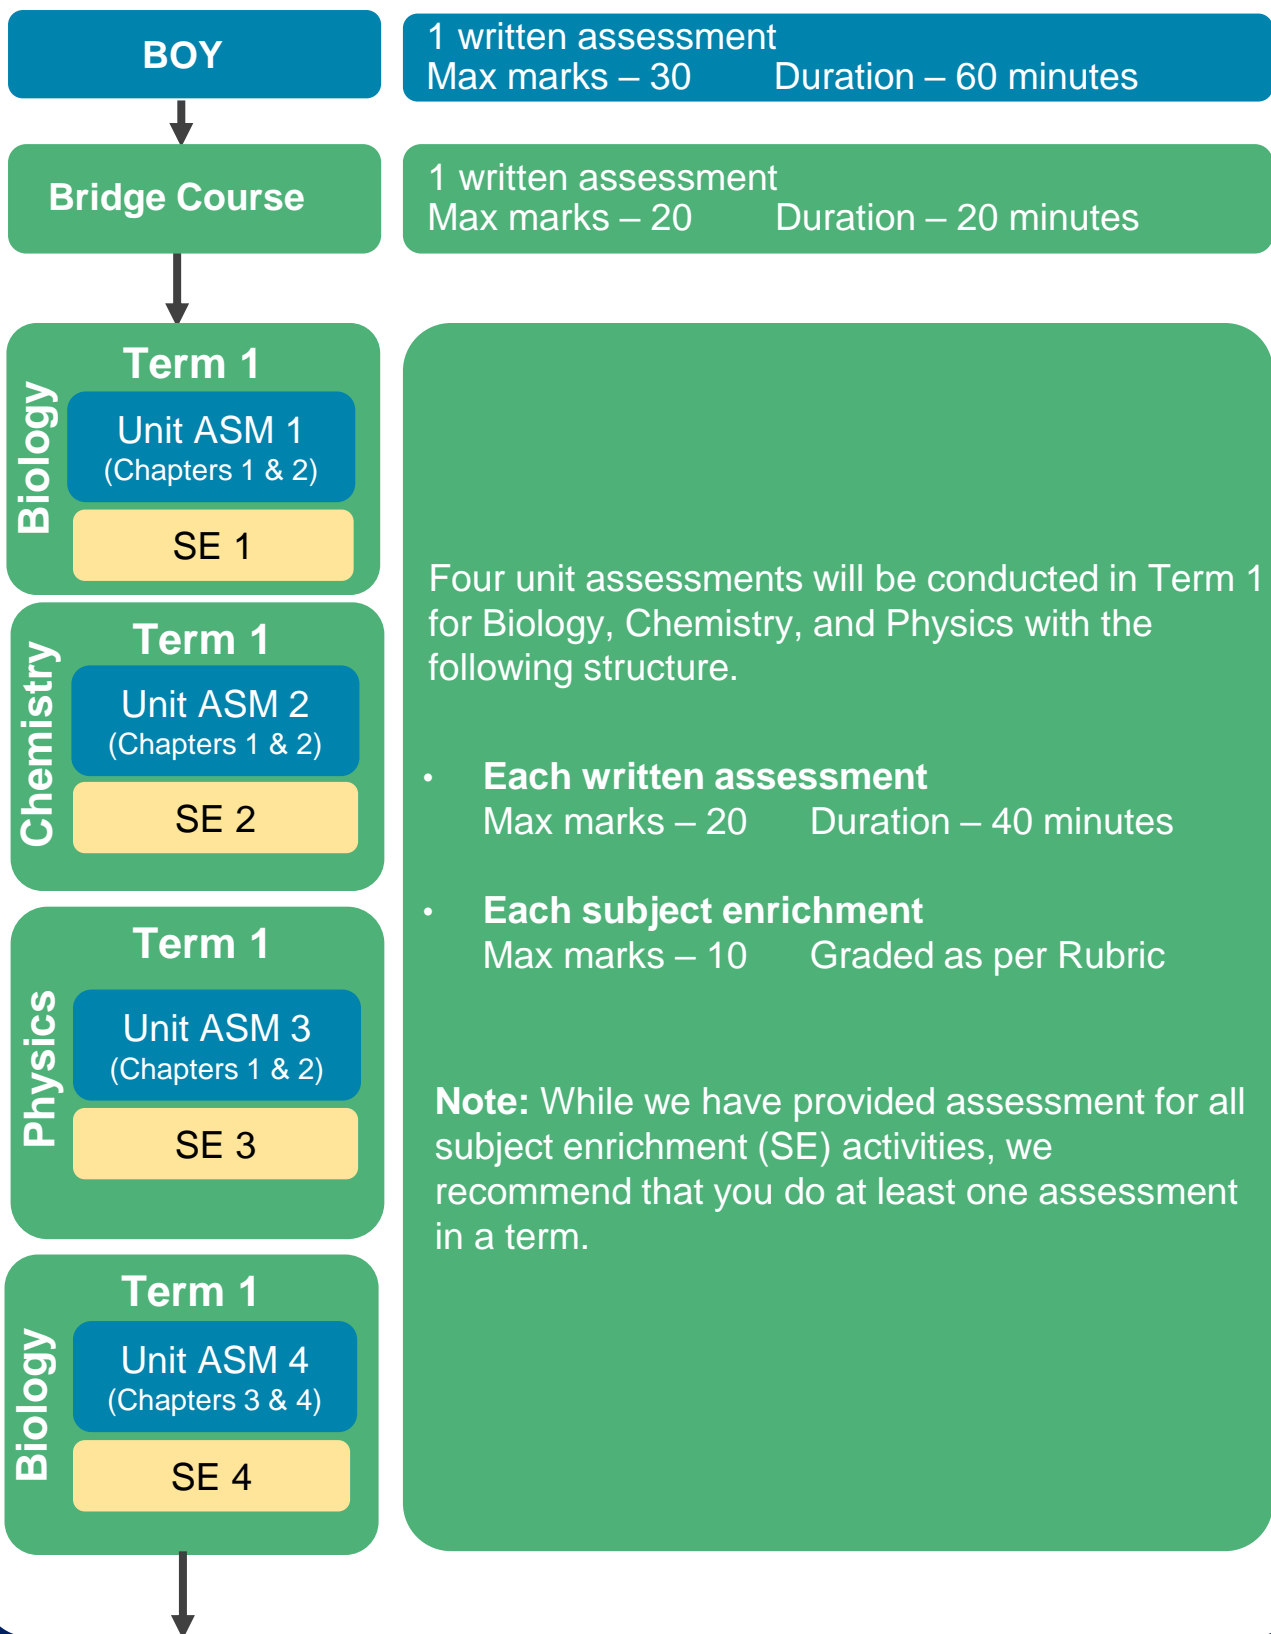 BOY
1 written assessment
Max marks – 30 Duration – 60 minutes
Bridge Course
1 written assessment
Max marks – 20 Duration – 20 minutes
Biology
Term 1
Unit ASM 1
(Chapters 1 & 2)
SE 1
Chemistry
Term 1
Unit ASM 2
(Chapters 1 & 2)
SE 2
Physics
Term 1
Unit ASM 3
(Chapters 1 & 2)
SE 3
Biology
Term 1
Unit ASM 4
(Chapters 3 & 4)
SE 4
Four unit assessments will be conducted in Term 1
for Biology, Chemistry, and Physics with the
following structure.
• Each written assessment
Max marks – 20 Duration – 40 minutes
• Each subject enrichment
Max marks – 10 Graded as per Rubric
Note: While we have provided assessment for all
subject enrichment (SE) activities, we
recommend that you do at least one assessment
in a term.